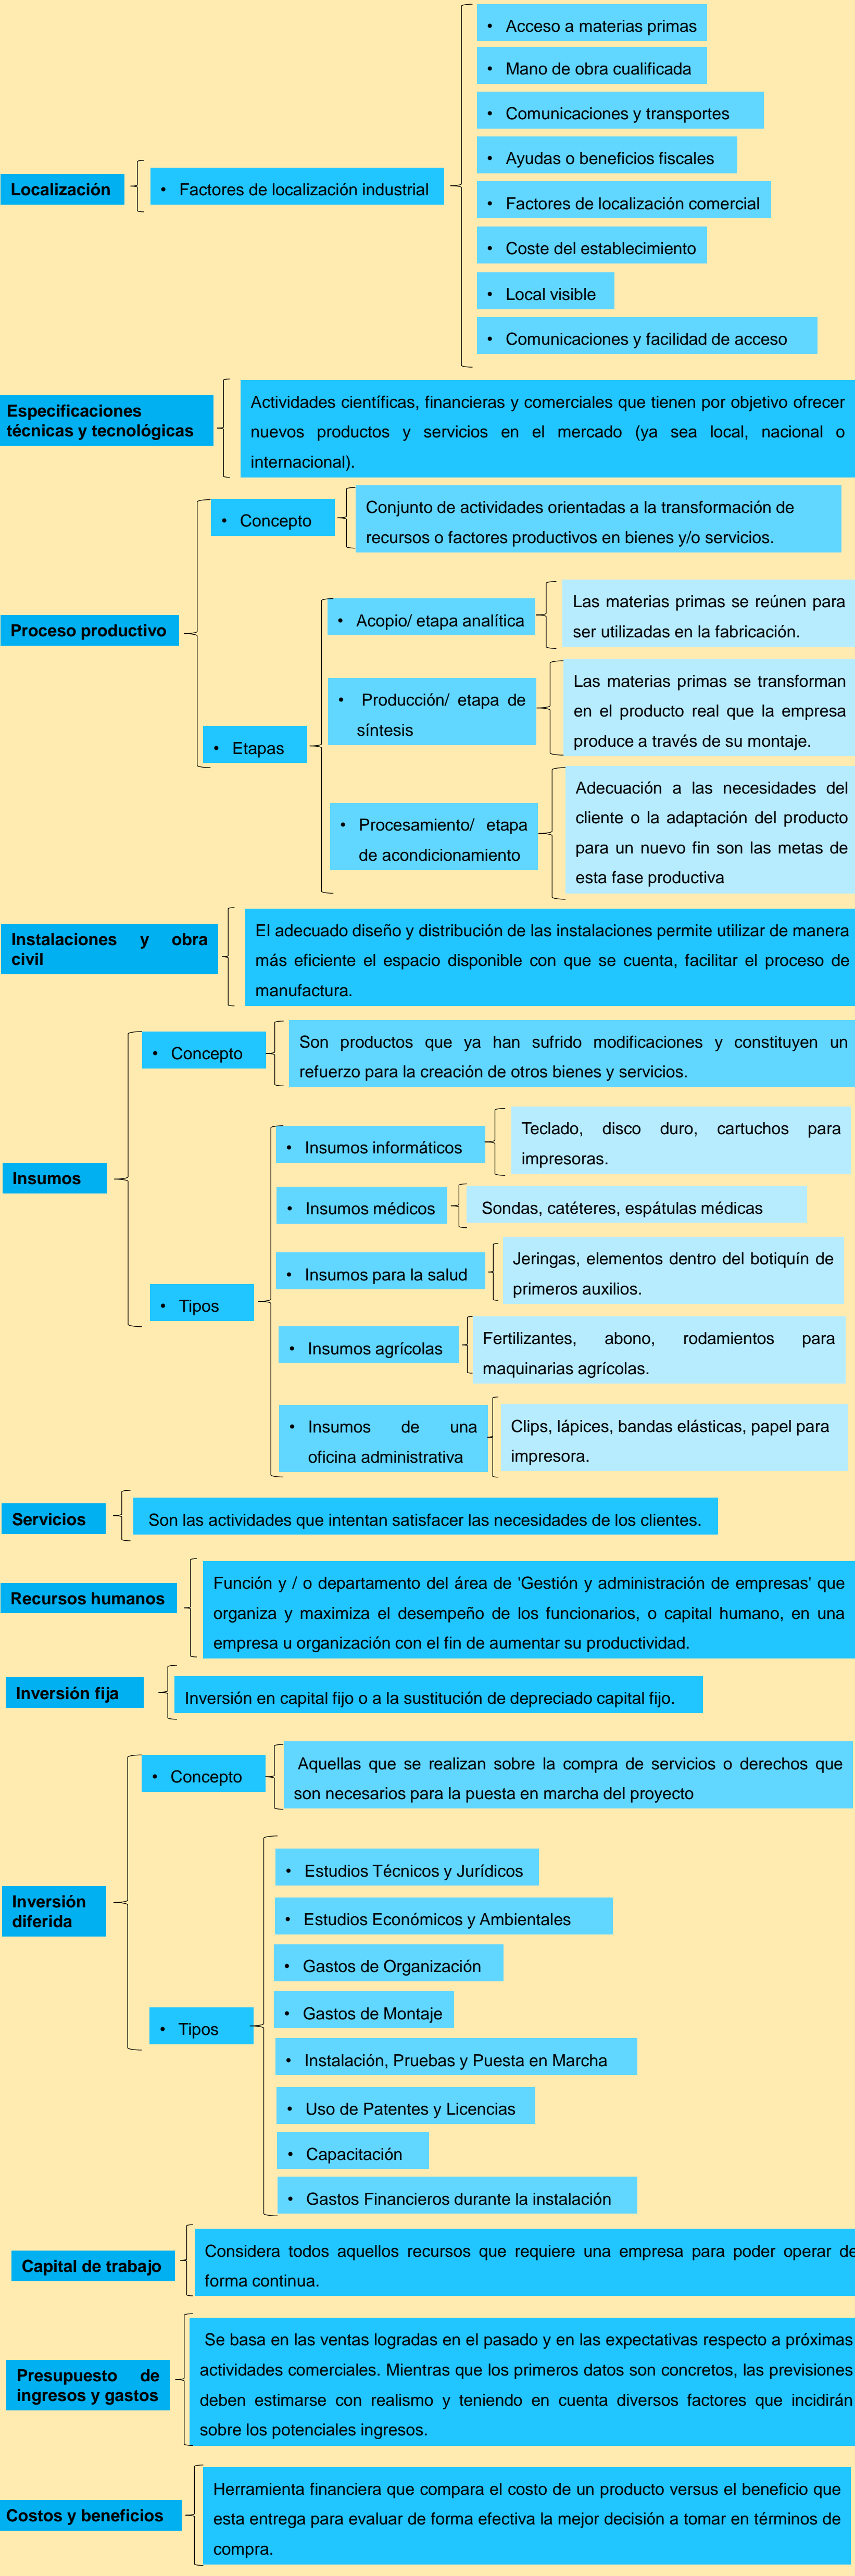 Localización
• Factores de localización industrial
• Acceso a materias primas
• Mano de obra cualificada
• Comunicaciones y transportes
• Ayudas o beneficios fiscales
• Factores de localización comercial
• Coste del establecimiento
• Local visible
• Comunicaciones y facilidad de acceso
Especificaciones
técnicas y tecnológicas
Actividades científicas, financieras y comerciales que tienen por objetivo ofrecer
nuevos productos y servicios en el mercado (ya sea local, nacional o
internacional).
Proceso productivo
• Concepto
Conjunto de actividades orientadas a la transformación de
recursos o factores productivos en bienes y/o servicios.
• Etapas
• Acopio/ etapa analítica
Las materias primas se reúnen para
ser utilizadas en la fabricación.
• Producción/ etapa de
síntesis
Las materias primas se transforman
en el producto real que la empresa
produce a través de su montaje.
• Procesamiento/ etapa
de acondicionamiento
Adecuación a las necesidades del
cliente o la adaptación del producto
para un nuevo fin son las metas de
esta fase productiva
Instalaciones y obra
civil
El adecuado diseño y distribución de las instalaciones permite utilizar de manera
más eficiente el espacio disponible con que se cuenta, facilitar el proceso de
manufactura.
Insumos
• Concepto
Son productos que ya han sufrido modificaciones y constituyen un
refuerzo para la creación de otros bienes y servicios.
• Tipos
• Insumos informáticos
Teclado, disco duro, cartuchos para
impresoras.
• Insumos médicos
Sondas, catéteres, espátulas médicas
• Insumos para la salud
Jeringas, elementos dentro del botiquín de
primeros auxilios.
• Insumos agrícolas
Fertilizantes, abono, rodamientos para
maquinarias agrícolas.
• Insumos de una
oficina administrativa
Clips, lápices, bandas elásticas, papel para
impresora.
Servicios
Son las actividades que intentan satisfacer las necesidades de los clientes.
Recursos humanos
Función y / o departamento del área de 'Gestión y administración de empresas' que
organiza y maximiza el desempeño de los funcionarios, o capital humano, en una
empresa u organización con el fin de aumentar su productividad.
Inversión fija
Inversión en capital fijo o a la sustitución de depreciado capital fijo.
Inversión
diferida
• Concepto
Aquellas que se realizan sobre la compra de servicios o derechos que
son necesarios para la puesta en marcha del proyecto
• Tipos
• Estudios Técnicos y Jurídicos
• Estudios Económicos y Ambientales
• Gastos de Organización
• Gastos de Montaje
• Instalación, Pruebas y Puesta en Marcha
• Uso de Patentes y Licencias
• Capacitación
• Gastos Financieros durante la instalación
Capital de trabajo
Considera todos aquellos recursos que requiere una empresa para poder operar de
forma continua.
Presupuesto de
ingresos y gastos
Se basa en las ventas logradas en el pasado y en las expectativas respecto a próximas
actividades comerciales. Mientras que los primeros datos son concretos, las previsiones
deben estimarse con realismo y teniendo en cuenta diversos factores que incidirán
sobre los potenciales ingresos.
Costos y beneficios
Herramienta financiera que compara el costo de un producto versus el beneficio que
esta entrega para evaluar de forma efectiva la mejor decisión a tomar en términos de
compra.